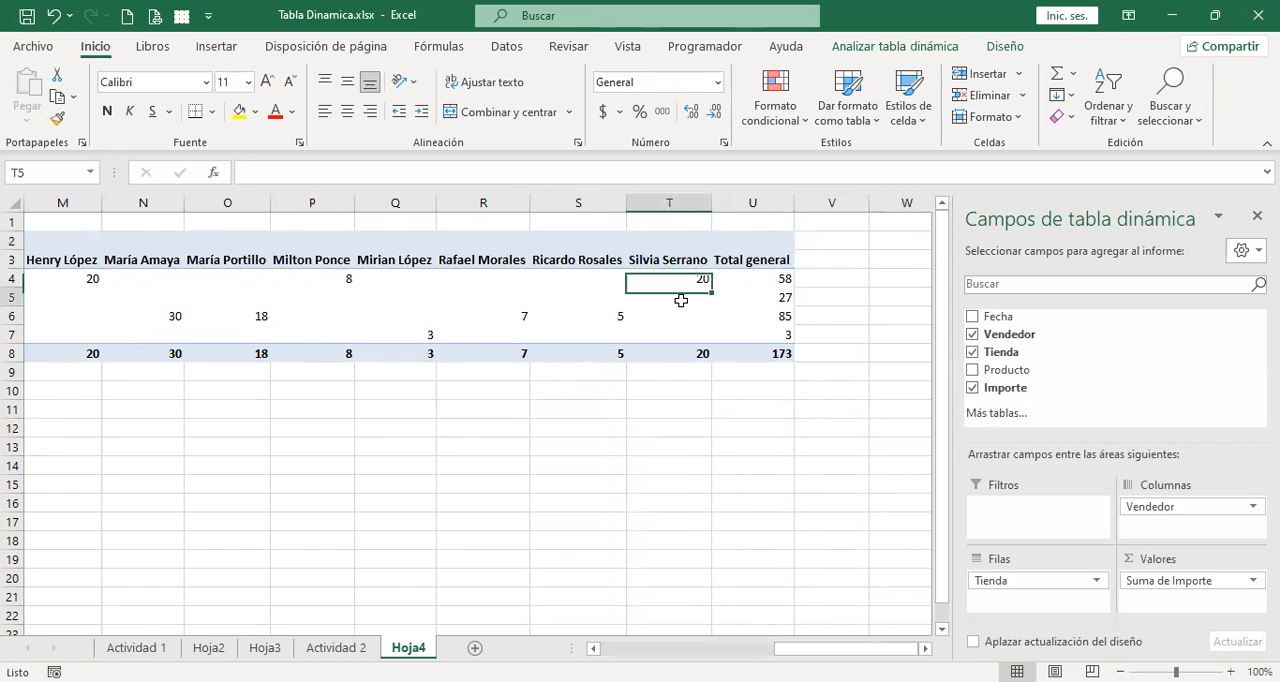 Tabla Dinamica.xlsx - Excel
Buscar
Inic. ses.
Archivo Inicio Libros Insertar Disposición de página Fórmulas Datos Revisar Vista Programador Ayuda Analizar tabla dinámica Diseño Compartir
Pegar
Calibri 11
N K S
A A
Ajustar texto
Combinar y centrar
General
$ % 000
Formato condicional
Dar formato como tabla
Estilos de celda
Insertar
Eliminar
Formato
Ordenar y filtrar
Buscar y seleccionar
Portapapeles Fuente Alineación Número Estilos Celdas Edición
T5
fx
M N O P Q R S T U V W
1
2
3 Henry López María Amaya María Portillo Milton Ponce Mirian López Rafael Morales Ricardo Rosales Silvia Serrano Total general
4 20 8 20 58
5 27
6 30 18 7 5 85
7 3 3
8 20 30 18 8 3 7 5 20 173
9
10
11
12
13
14
15
16
17
18
19
20
21
22
23
Campos de tabla dinámica
Seleccionar campos para agregar al informe:
Buscar
Fecha
Vendedor
Tienda
Producto
Importe
Más tablas...
Arrastrar campos entre las áreas siguientes:
Filtros
Columnas
Vendedor
Filas
Σ Valores
Tienda
Suma de Importe
Aplazar actualización del diseño
Actualizar
Actividad 1 Hoja2 Hoja3 Actividad 2 Hoja4
Listo
100%